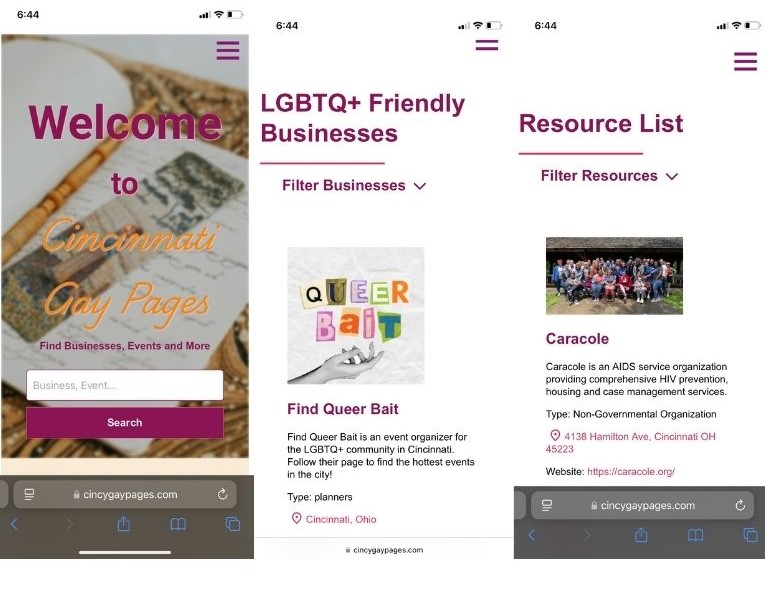 6:44
Welcome
to
Cincinnati
Gay Pages
Find Businesses, Events and More
Business, Event...
Search
cincygaypages.com
6:44
LGBTQ+ Friendly
Businesses
Filter Businesses
QUEER
BaiT
Find Queer Bait
Find Queer Bait is an event organizer for
the LGBTQ+ community in Cincinnati.
Follow their page to find the hottest events
in the city!
Type: planners
Cincinnati, Ohio
cincygaypages.com
6:44
Resource List
Filter Resources
Caracole
Caracole is an AIDS service organization
providing comprehensive HIV prevention,
housing and case management services.
Type: Non-Governmental Organization
4138 Hamilton Ave, Cincinnati OH
45223
Website: https://caracole.org/
cincygaypages.com